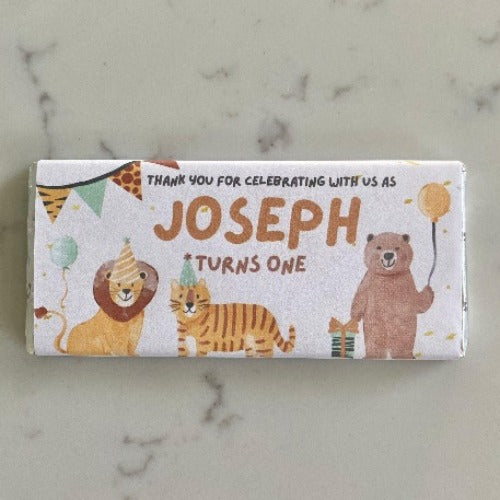 THANK YOU FOR CELEBRATING WITH US AS
JOSEPH
TURNS ONE